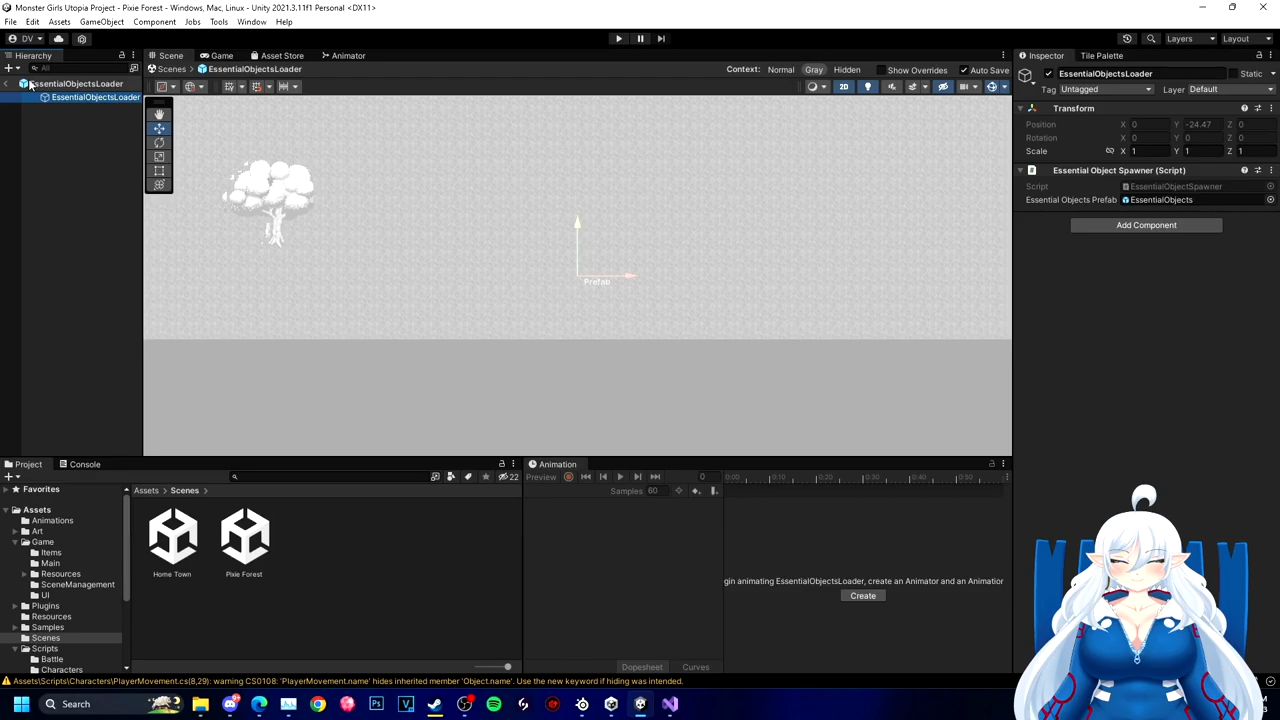 Monster Girls Utopia Project - Pixie Forest - Windows, Mac, Linux - Unity 2021.3.11f1 Personal <DX11>
File Edit Assets GameObject Component Jobs Tools Window Help
DV Layers Layout
Hierarchy Scene Game Asset Store Animator Inspector Tile Palette
All Scenes EssentialObjectsLoader Context: Normal Gray Hidden Show Overrides Auto Save EssentialObjectsLoader Static
EssentialObjectsLoader 2D Tag Untagged Layer Default
EssentialObjectsLoader
Transform
Position X 0 Y -24.47 Z 0
Rotation X 0 Y 0 Z 0
Scale X 1 Y 1 Z 1
Essential Object Spawner (Script)
Script EssentialObjectSpawner
Essential Objects Prefab EssentialObjects
Add Component
Prefab
Project Console Animation
22 Preview 0 0:00 0:10 0:20 0:30 0:40 0:50
Favorites Assets Scenes Samples 60
Assets
Animations
Art
Game
Items
Main
Resources
SceneManagement
UI
Plugins
Resources
Samples
Scenes
Scripts
Battle
Characters
Home Town Pixie Forest
gin animating EssentialObjectsLoader, create an Animator and an Animation
Create
Dopesheet Curves
Assets\Scripts\Characters\PlayerMovement.cs(8,29): warning CS0108: 'PlayerMovement.name' hides inherited member 'Object.name'. Use the new keyword if hiding was intended.
Search